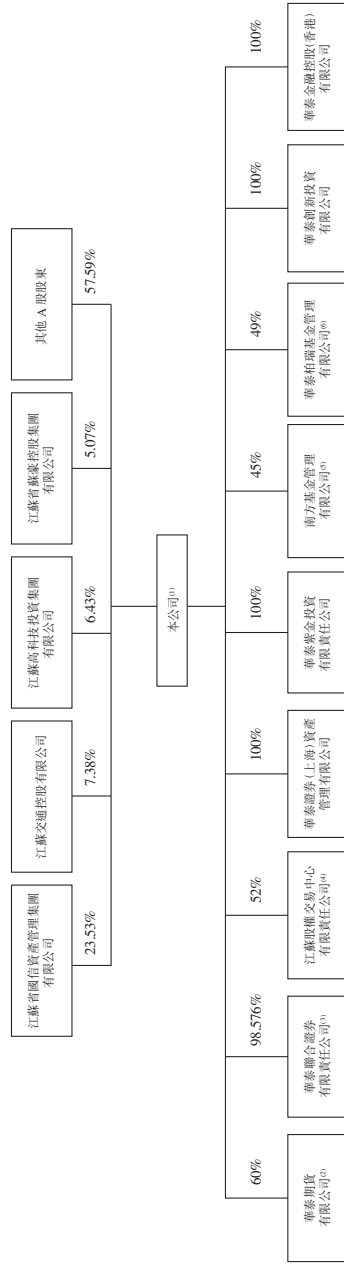 江蘇省國信資產管理集團
有限公司
江蘇交通控股有限公司
江蘇高科技投資集團
有限公司
江蘇省蘇豪控股集團
有限公司
其他 A 股股東
23.53%
7.38%
6.43%
5.07%
57.59%
本公司⁽¹⁾
60%
98.576%
52%
100%
100%
45%
49%
100%
100%
華泰期貨
有限公司⁽²⁾
華泰聯合證券
有限責任公司⁽³⁾
江蘇股權交易中心
有限責任公司⁽⁴⁾
華泰證券(上海)資產
管理有限公司
華泰紫金投資
有限責任公司
南方基金管理
有限公司⁽⁵⁾
華泰柏瑞基金管理
有限公司⁽⁶⁾
華泰創新投資
有限公司
華泰金融控股(香港)
有限公司